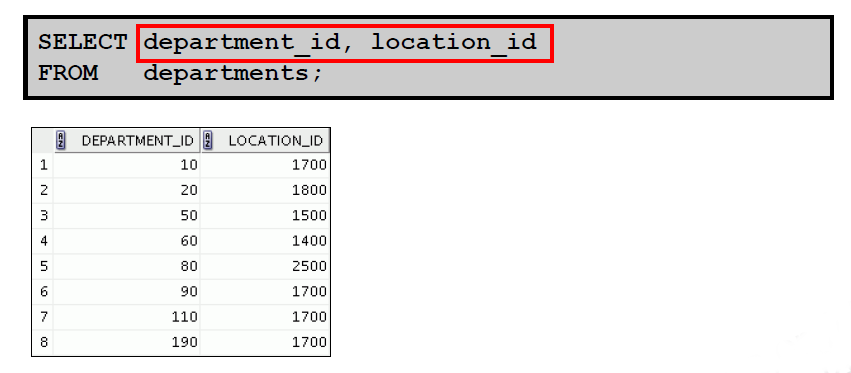 SELECT department_id, location_id
FROM departments;
DEPARTMENT_ID LOCATION_ID
1 10 1700
2 20 1800
3 50 1500
4 60 1400
5 80 2500
6 90 1700
7 110 1700
8 190 1700